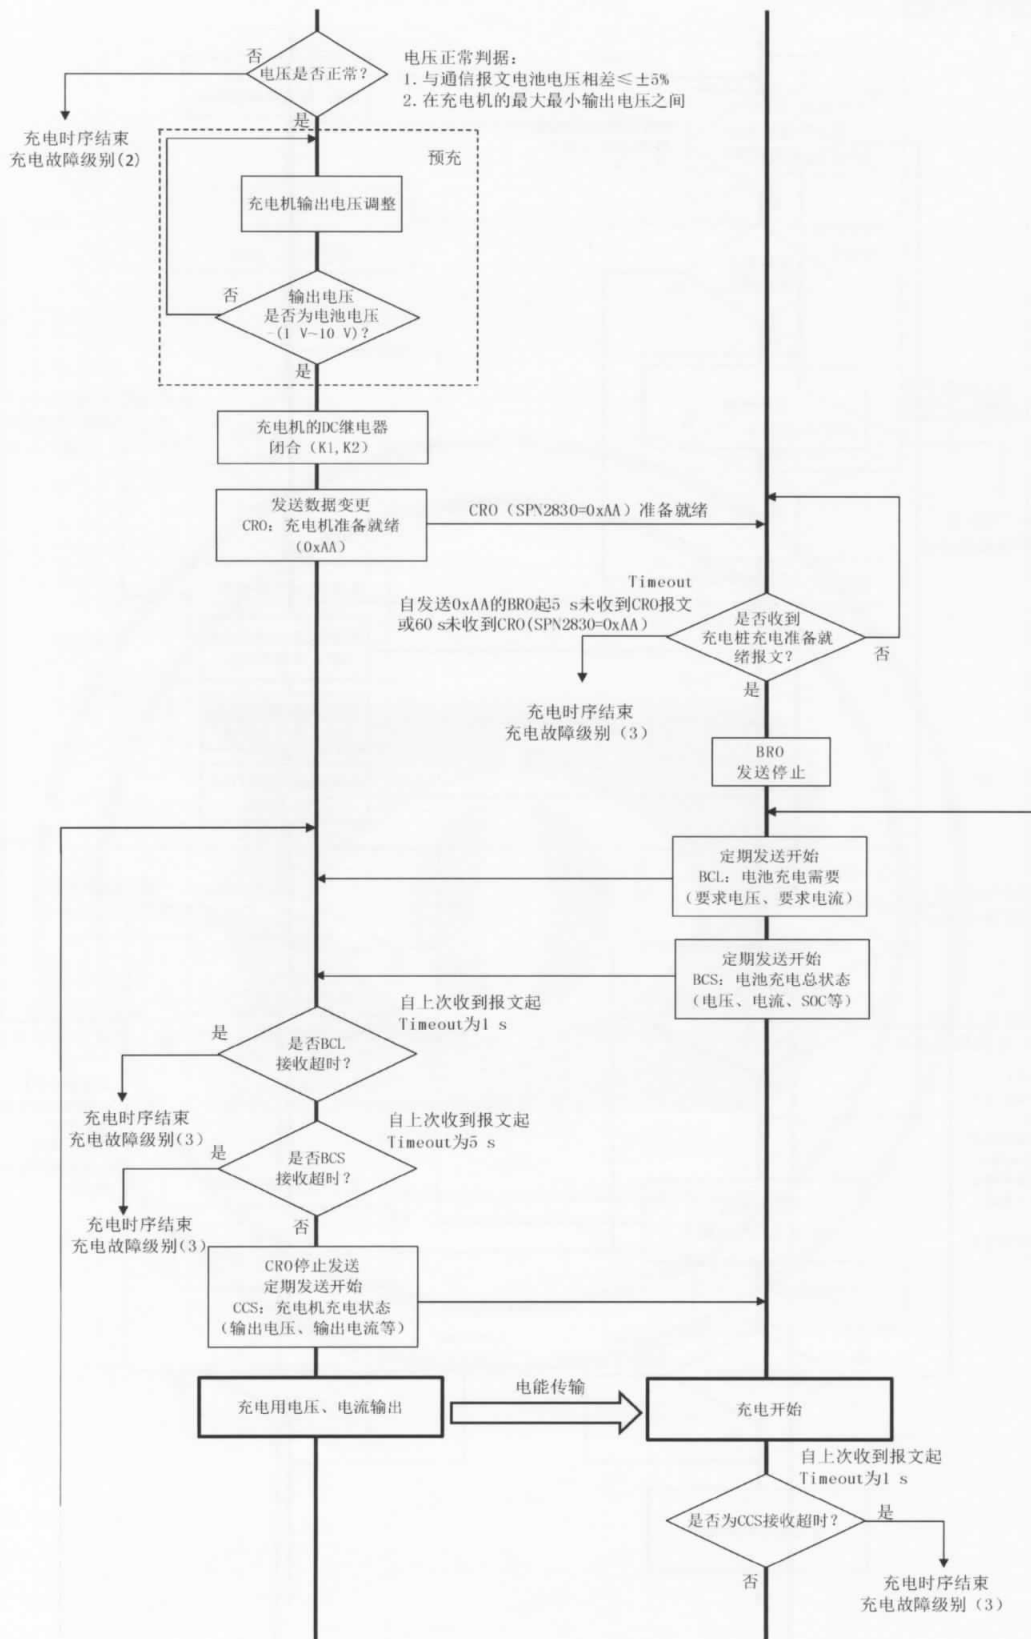 否
电压是否正常？
电压正常判据：
1. 与通信报文电池电压相差≤±5%
2. 在充电机的最大最小输出电压之间
是
充电时序结束
充电故障级别(2)
预充
充电机输出电压调整
否
输出电压
是否为电池电压
-(1 V~10 V)？
是
充电机的DC继电器
闭合（K1,K2）
发送数据变更
CRO：充电机准备就绪
(0xAA)
CRO（SPN2830=0xAA）准备就绪
Timeout
自发送0xAA的BRO起5 s未收到CRO报文
或60 s未收到CRO(SPN2830=0xAA)
是否收到
充电桩充电准备就
绪报文？
否
是
充电时序结束
充电故障级别（3）
BRO
发送停止
定期发送开始
BCL：电池充电需要
（要求电压、要求电流）
定期发送开始
BCS：电池充电总状态
（电压、电流、SOC等）
自上次收到报文起
Timeout为1 s
是
是否BCL
接收超时？
充电时序结束
充电故障级别(3)
自上次收到报文起
Timeout为5 s
是
是否BCS
接收超时？
充电时序结束
充电故障级别(3)
否
CRO停止发送
定期发送开始
CCS：充电机充电状态
（输出电压、输出电流等）
充电用电压、电流输出
电能传输
充电开始
自上次收到报文起
Timeout为1 s
是否为CCS接收超时？
是
否
充电时序结束
充电故障级别（3）